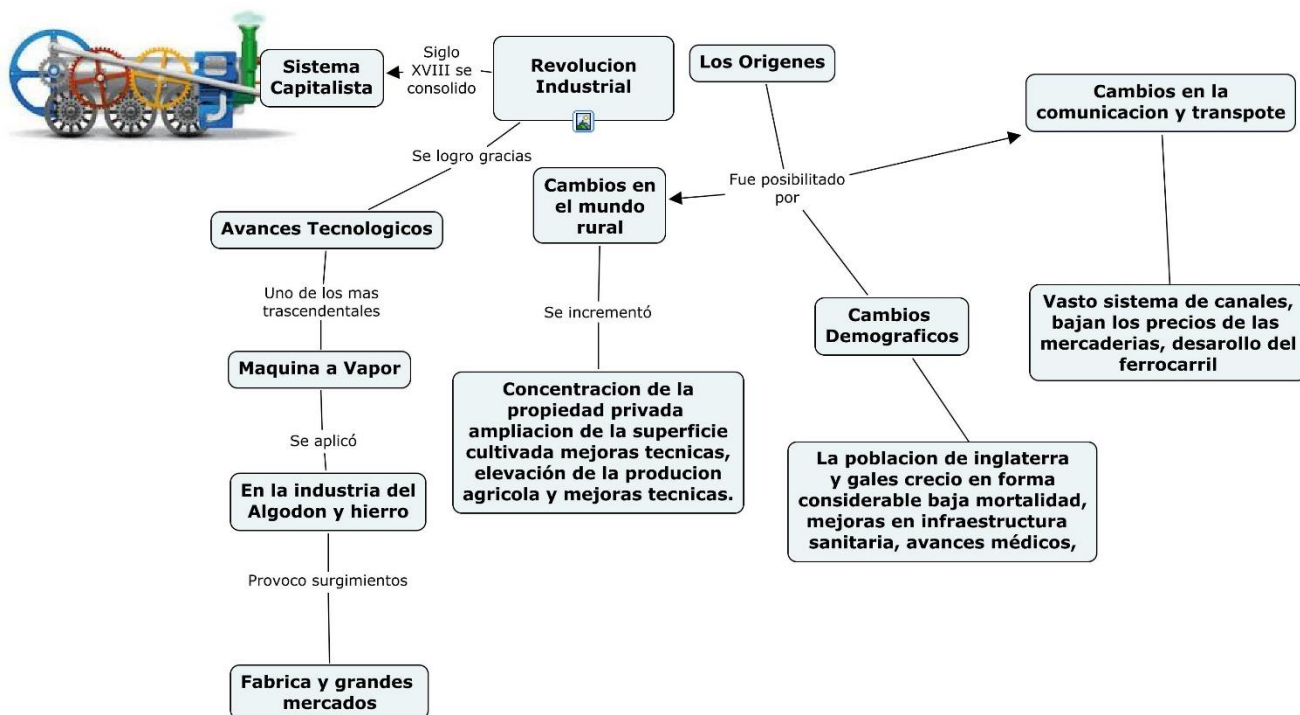 Sistema
Capitalista
Siglo
XVIII se
consolido
Revolucion
Industrial
Los Origenes
Cambios en la
comunicacion y transpote
Se logro gracias
Cambios en
el mundo
rural
Fue posibilitado
por
Avances Tecnologicos
Uno de los mas
trascendentales
Se incrementó
Cambios
Demograficos
Vasto sistema de canales,
bajan los precios de las
mercaderias, desarollo del
ferrocarril
Maquina a Vapor
Concentracion de la
propiedad privada
ampliacion de la superficie
cultivada mejoras tecnicas,
elevación de la producion
agricola y mejoras tecnicas.
Se aplicó
La poblacion de inglaterra
y gales crecio en forma
considerable baja mortalidad,
mejoras en infraestructura
sanitaria, avances médicos,
En la industria del
Algodon y hierro
Provoco surgimientos
Fabrica y grandes
mercados